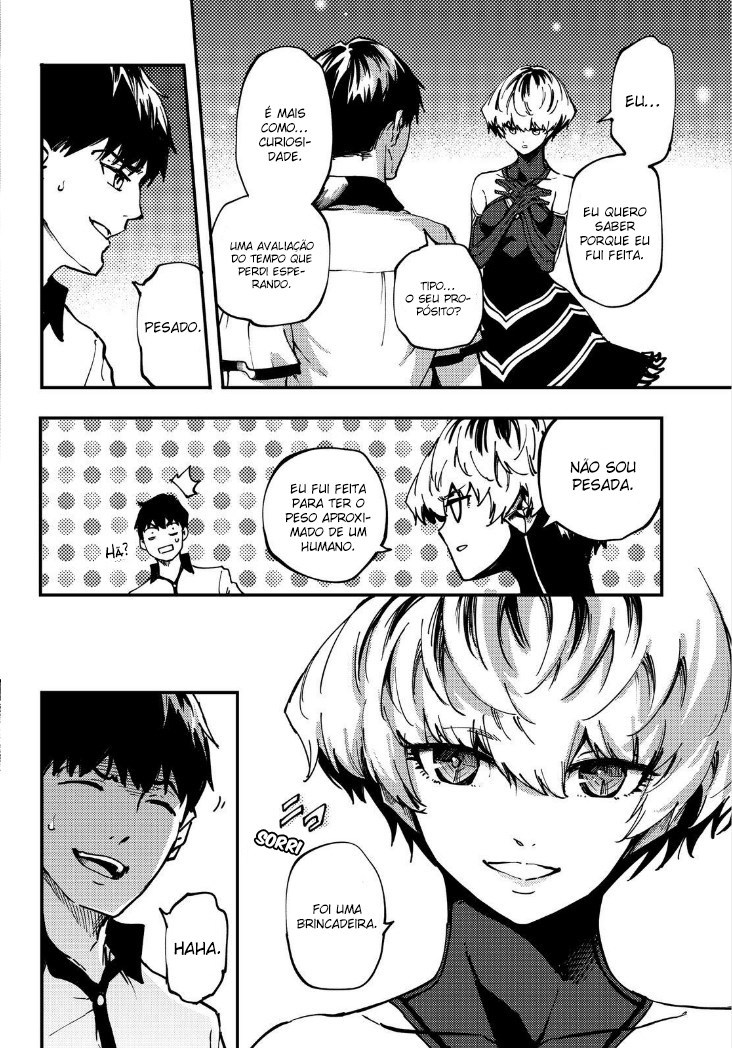 EU...
EU QUERO
SABER
PORQUE EU
FUI FEITA.
TIPO...
O SEU PRO-
PÓSITO?
É MAIS
COMO...
CURIOSI-
DADE.
UMA AVALIAÇÃO
DO TEMPO QUE
PERDI ESPE-
RANDO.
PESADO.
NÃO SOU
PESADA.
EU FUI FEITA
PARA TER O
PESO APROXI-
MADO DE UM
HUMANO.
HÃ?
ニコ
SORRI
FOI UMA
BRINCADEIRA.
HAHA.